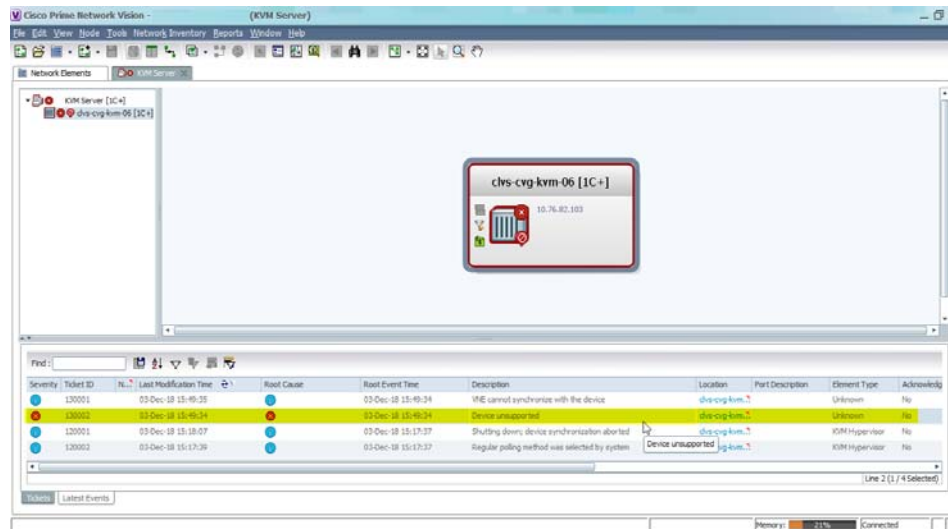 Cisco Prime Network Vision - (KVM Server)
File Edit View Node Tools Network Inventory Reports Window Help
Network Elements KVM Server
KVM Server [1C+]
clvs-cvg-kvm-06 [1C+]
clvs-cvg-kvm-06 [1C+]
10.76.82.103
Find:
Severity Ticket ID N... Last Modification Time Root Cause Root Event Time Description Location Port Description Element Type Acknowledg
130001 03-Dec-18 15:49:35 03-Dec-18 15:49:34 VNE cannot synchronize with the device clvs-cvg-kvm... Unknown No
130002 03-Dec-18 15:49:34 03-Dec-18 15:49:34 Device unsupported clvs-cvg-kvm... Unknown No
120001 03-Dec-18 15:18:07 03-Dec-18 15:17:37 Shutting down; device synchronization aborted clvs-cvg-kvm... KVM Hypervisor No
120002 03-Dec-18 15:17:39 03-Dec-18 15:17:37 Regular polling method was selected by system KVM Hypervisor No
Device unsupported
Line 2 (1 / 4 Selected)
Tickets Latest Events
Memory: 21% Connected